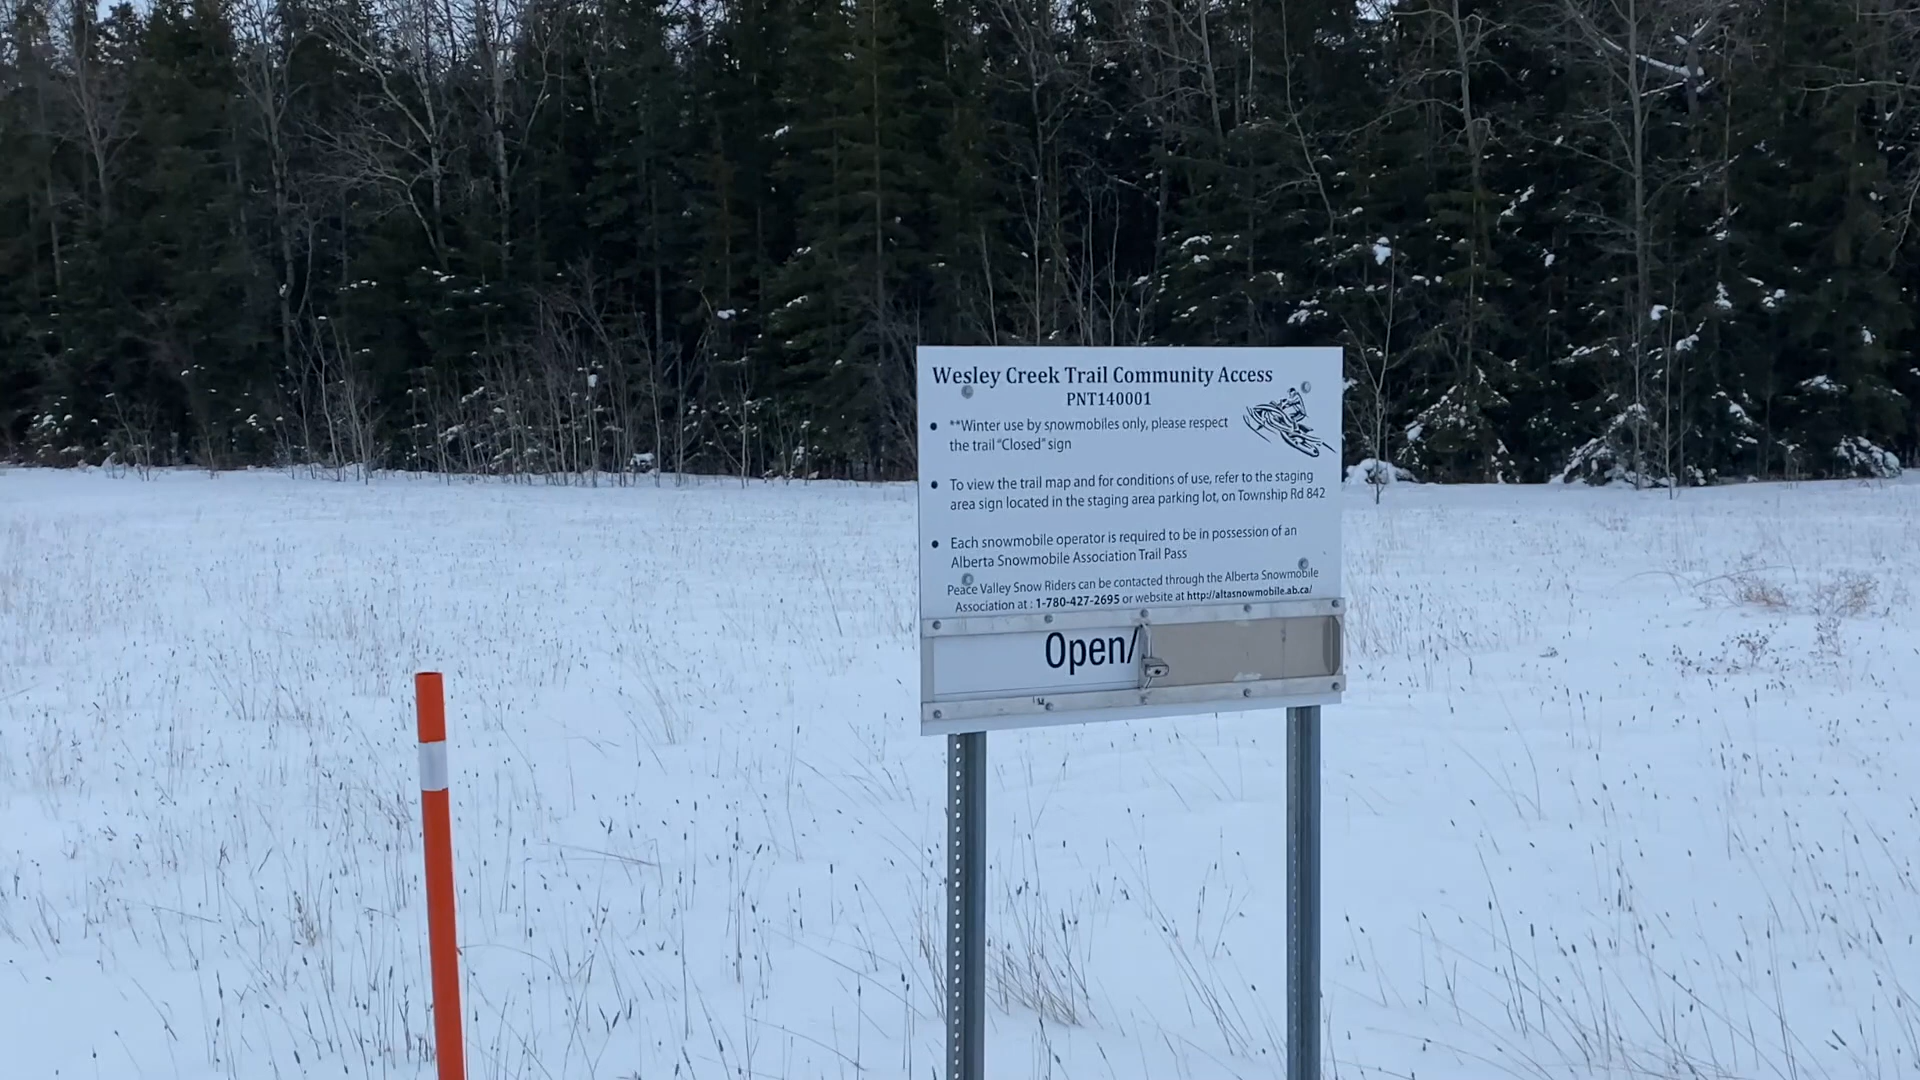 Wesley Creek Trail Community Access
PNT140001
• **Winter use by snowmobiles only, please respect
the trail "Closed" sign
• To view the trail map and for conditions of use, refer to the staging
area sign located in the staging area parking lot, on Township Rd 842
• Each snowmobile operator is required to be in possession of an
Alberta Snowmobile Association Trail Pass
Peace Valley Snow Riders can be contacted through the Alberta Snowmobile
Association at : 1-780-427-2695 or website at http://altasnowmobile.ab.ca/
Open/